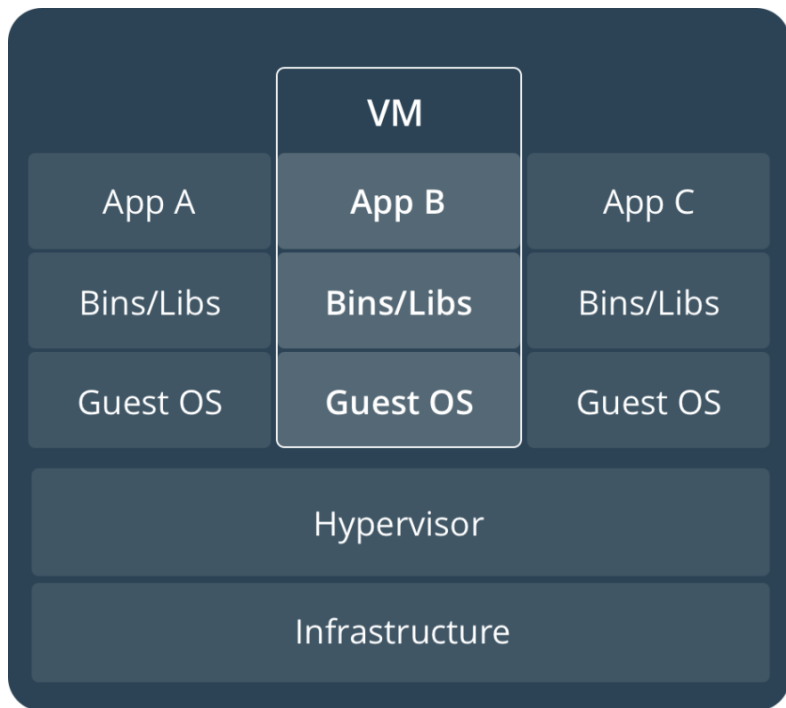 VM
App A
App B
App C
Bins/Libs
Bins/Libs
Bins/Libs
Guest OS
Guest OS
Guest OS
Hypervisor
Infrastructure